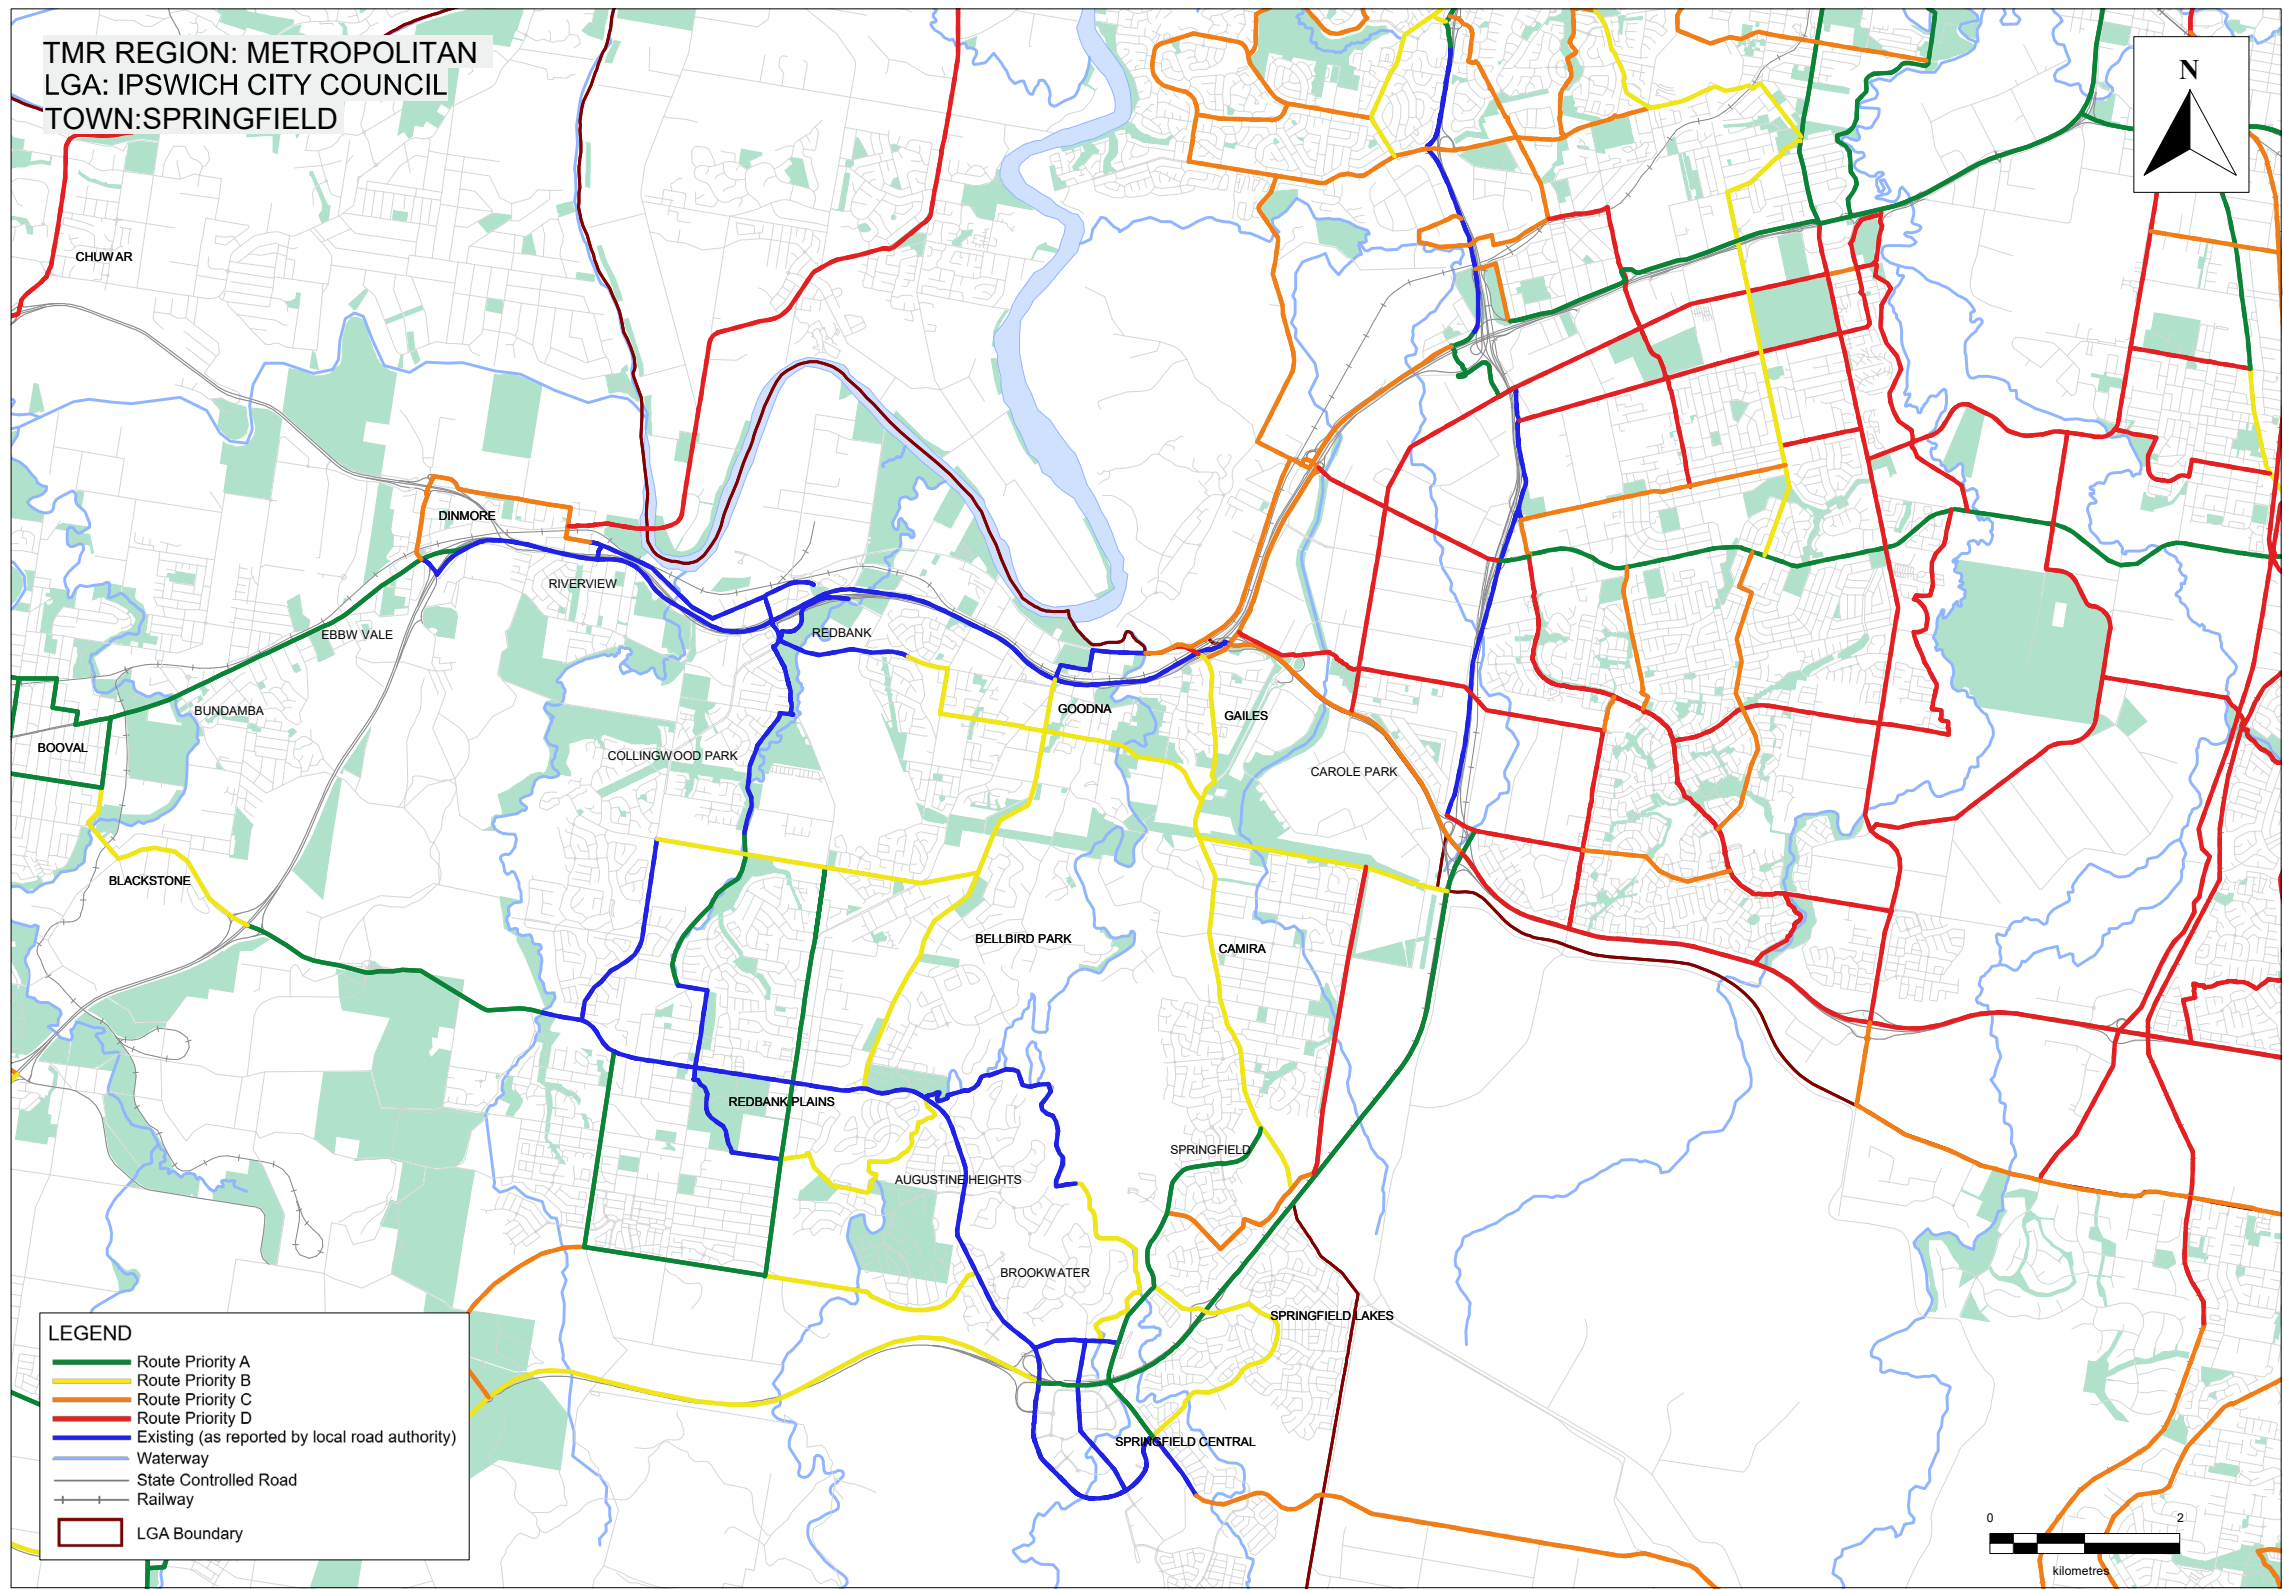 TMR REGION: METROPOLITAN
LGA: IPSWICH CITY COUNCIL
TOWN:SPRINGFIELD
N
CHUWAR
DINMORE
RIVERVIEW
REDBANK
EBBW VALE
BUNDAMBA
GOODNA
GAILES
BOOVAL
COLLINGWOOD PARK
CAROLE PARK
BLACKSTONE
BELLBIRD PARK
CAMIRA
REDBANK PLAINS
SPRINGFIELD
AUGUSTINE HEIGHTS
BROOKWATER
SPRINGFIELD LAKES
SPRINGFIELD CENTRAL
LEGEND
Route Priority A
Route Priority B
Route Priority C
Route Priority D
Existing (as reported by local road authority)
Waterway
State Controlled Road
Railway
LGA Boundary
0 2
kilometres